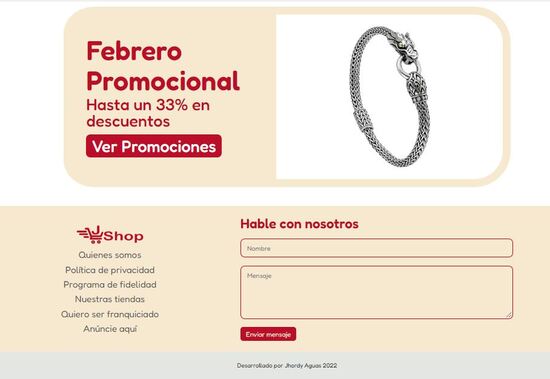 Febrero
Promocional
Hasta un 33% en
descuentos
Ver Promociones
Shop
Quienes somos
Política de privacidad
Programa de fidelidad
Nuestras tiendas
Quiero ser franquiciado
Anúncie aquí
Hable con nosotros
Nombre
Mensaje
Enviar mensaje
Desarrollado por Jhordy Aguas 2022